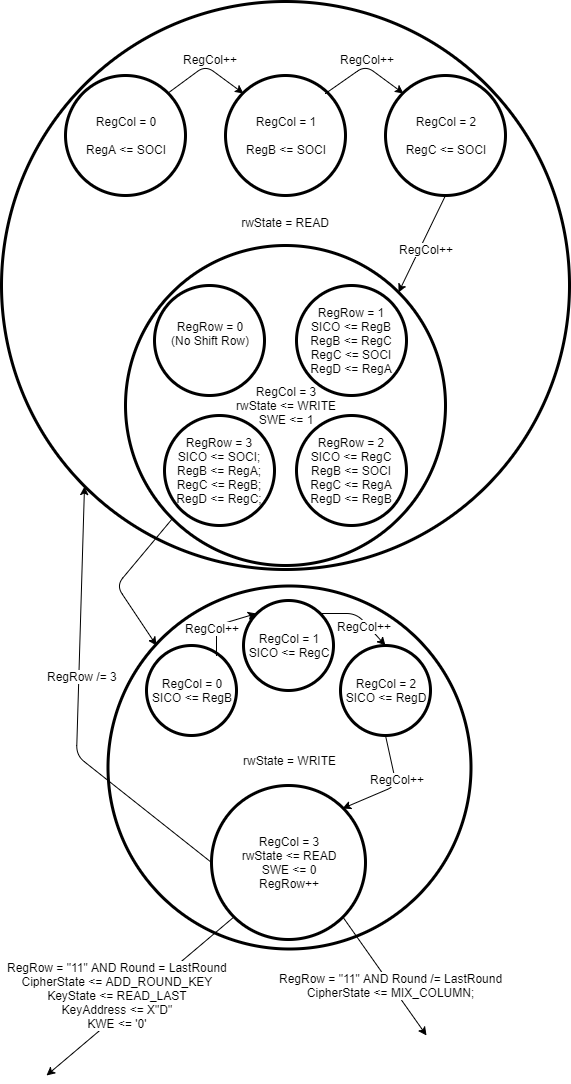 RegCol++
RegCol++
RegCol = 0
RegA <= SOCI
RegCol = 1
RegB <= SOCI
RegCol = 2
RegC <= SOCI
rwState = READ
RegCol++
RegRow = 0
(No Shift Row)
RegRow = 1
SICO <= RegB
RegB <= RegC
RegC <= SOCI
RegD <= RegA
RegCol = 3
rwState <= WRITE
SWE <= 1
RegRow = 3
SICO <= SOCI;
RegB <= RegA;
RegC <= RegB;
RegD <= RegC;
RegRow = 2
SICO <= RegC
RegB <= SOCI
RegC <= RegA
RegD <= RegB
RegCol++
RegCol++
RegCol = 0
SICO <= RegB
RegCol = 1
SICO <= RegC
RegCol = 2
SICO <= RegD
RegRow /= 3
rwState = WRITE
RegCol++
RegCol = 3
rwState <= READ
SWE <= 0
RegRow++
RegRow = "11" AND Round = LastRound
CipherState <= ADD_ROUND_KEY
KeyState <= READ_LAST
KeyAddress <= X"D"
KWE <= '0'
RegRow = "11" AND Round /= LastRound
CipherState <= MIX_COLUMN;